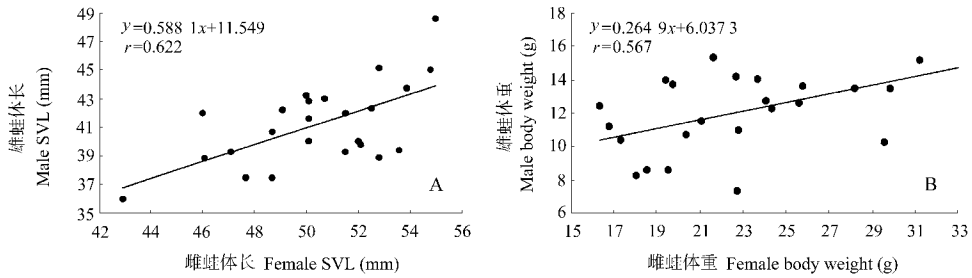 y=0.588 1x+11.549
r=0.622
49
47
45
43
41
39
37
35
雄蛙体长
Male SVL (mm)
A
42 44 46 48 50 52 54 56
雌蛙体长 Female SVL (mm)
y=0.264 9x+6.037 3
r=0.567
18
16
14
12
10
8
6
雄蛙体重
Male body weight (g)
B
15 17 19 21 23 25 27 29 31 33
雌蛙体重 Female body weight (g)